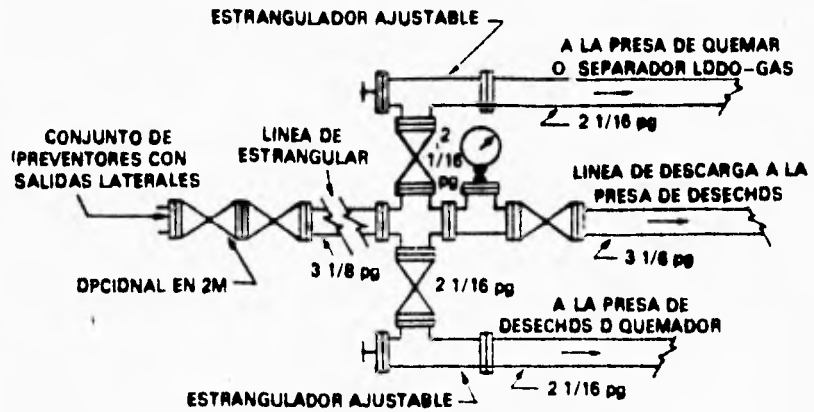 ESTRANGULADOR AJUSTABLE
A LA PRESA DE QUEMAR
O SEPARADOR LODO-GAS
2 1/16 pg
CONJUNTO DE
PREVENTORES CON
SALIDAS LATERALES
LINEA DE
ESTRANGULAR
2
1/16
pg
LINEA DE DESCARGA A LA
PRESA DE DESECHOS
3 1/8 pg
OPCIONAL EN 2M
3 1/8 pg
2 1/16 pg
A LA PRESA DE
DESECHOS O QUEMADOR
ESTRANGULADOR AJUSTABLE
2 1/16 pg